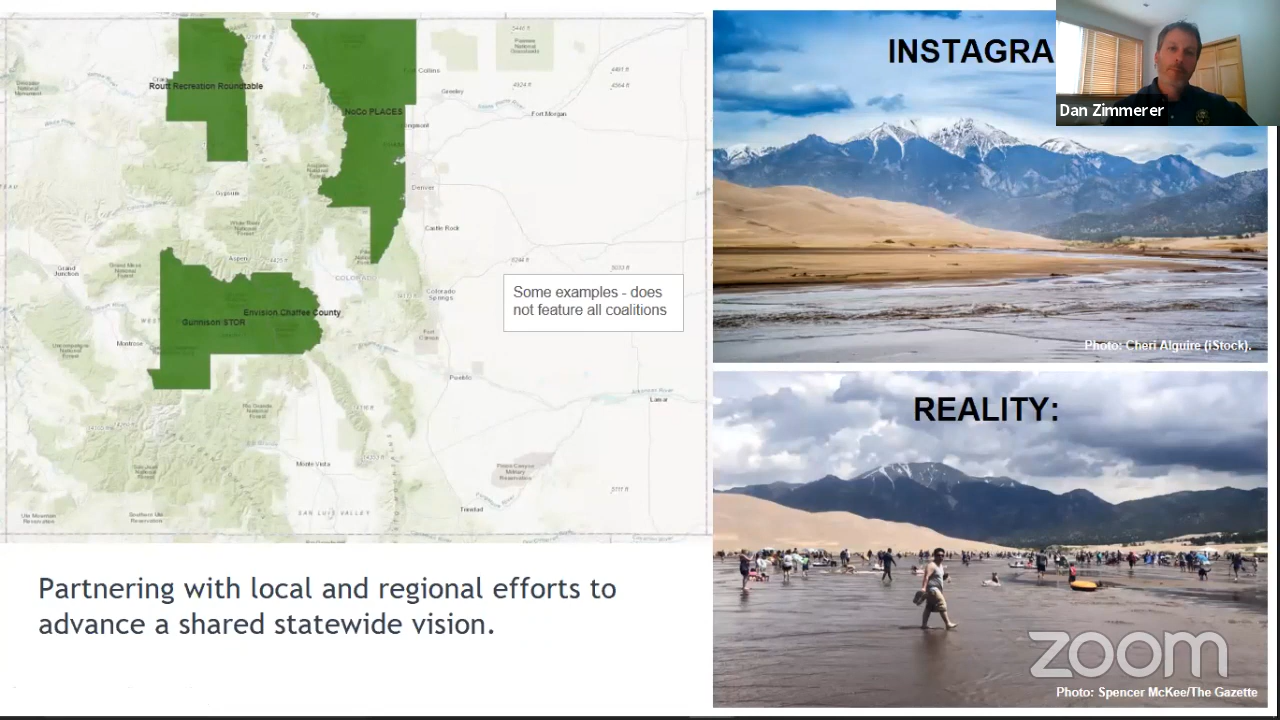 Routt Recreation Roundtable
NoCo PLACES
Fort Collins
Greeley
Fort Morgan
Gypsum
Denver
Castle Rock
Aspen
Grand
Junction
COLORADO
Colorado
Springs
Envision Chaffee County
Gunnison STOR
Montrose
Pueblo
Lamar
Monte Vista
SAN LUIS VALLEY
Trinidad
Some examples - does
not feature all coalitions
Partnering with local and regional efforts to
advance a shared statewide vision.
INSTAGRA
Dan Zimmerer
Photo: Cheri Alguire (iStock).
REALITY:
zoom
Photo: Spencer McKee/The Gazette